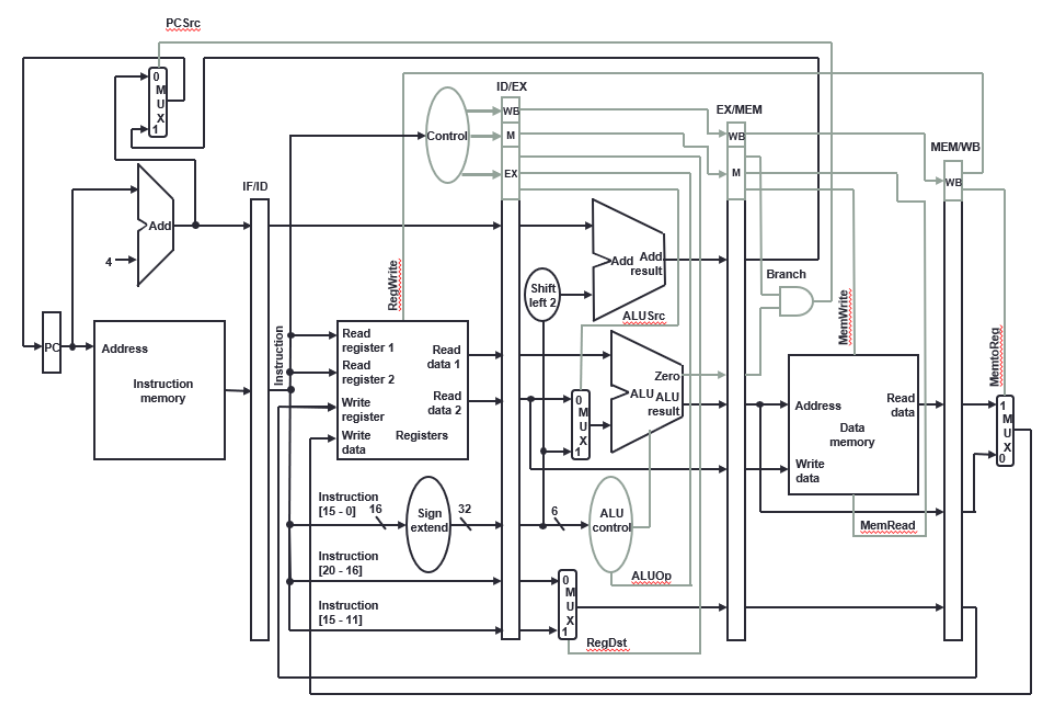 PCSrc
0
M
U
X
1
ID/EX
WB
M
EX
Control
EX/MEM
WB
M
MEM/WB
WB
IF/ID
Add
4
RegWrite
Add
Add
result
Shift
left 2
Branch
ALUSrc
MemWrite
MemtoReg
PC
Address
Instruction
memory
Instruction
Read
register 1
Read
register 2
Write
register
Write
data
Read
data 1
Read
data 2
Registers
0
M
U
X
1
Zero
ALU
ALU
result
Address
Read
data
Data
memory
Write
data
1
M
U
X
0
Instruction
[15 - 0]
16
Sign
extend
32
6
ALU
control
MemRead
Instruction
[20 - 16]
ALUOp
0
M
U
X
1
Instruction
[15 - 11]
RegDst